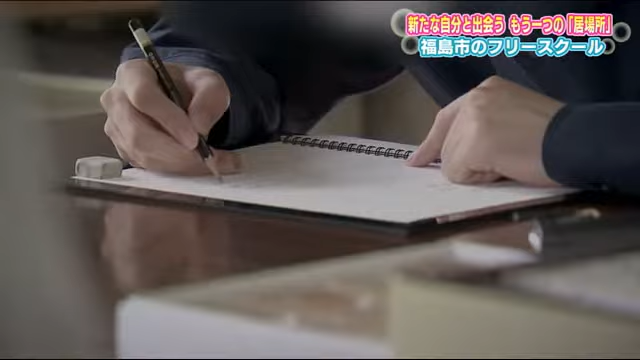 新たな自分と出会う もう一つの「居場所」
福島市のフリースクール